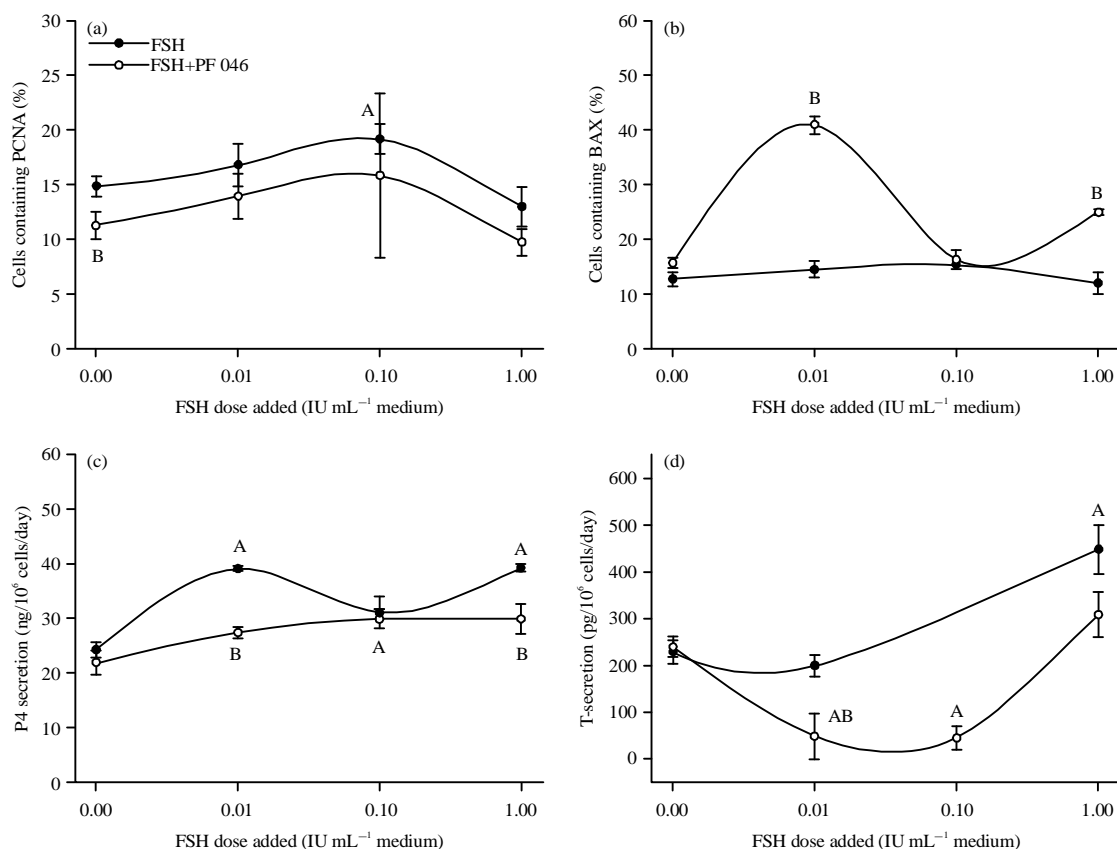 (a)
FSH
FSH+PF 046
30
25
20
15
10
5
0
Cells containing PCNA (%)
A
B
0.00 0.01 0.10 1.00
FSH dose added (IU mL⁻¹ medium)
(b)
60
50
40
30
20
10
0
Cells containing BAX (%)
B
B
0.00 0.01 0.10 1.00
FSH dose added (IU mL⁻¹ medium)
(c)
60
50
40
30
20
10
0
P4 secretion (ng/10⁶ cells/day)
A
A
B
A
B
0.00 0.01 0.10 1.00
FSH dose added (IU mL⁻¹ medium)
(d)
600
500
400
300
200
100
0
T-secretion (pg/10⁶ cells/day)
A
AB
A
0.00 0.01 0.10 1.00
FSH dose added (IU mL⁻¹ medium)